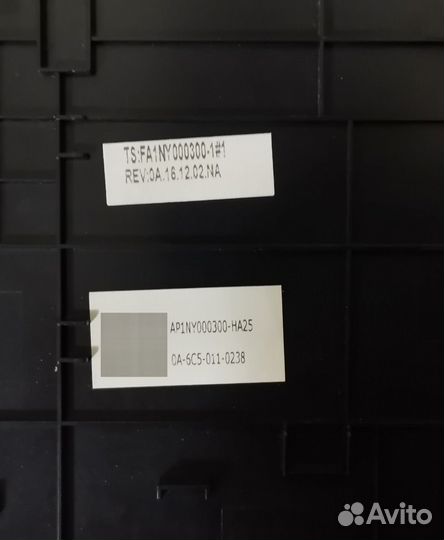 TS:FA1NY000300-1#1
REV:0A.16.12.02.NA
AP1NY000300-HA25
0A-6C5-011-0238
Avito